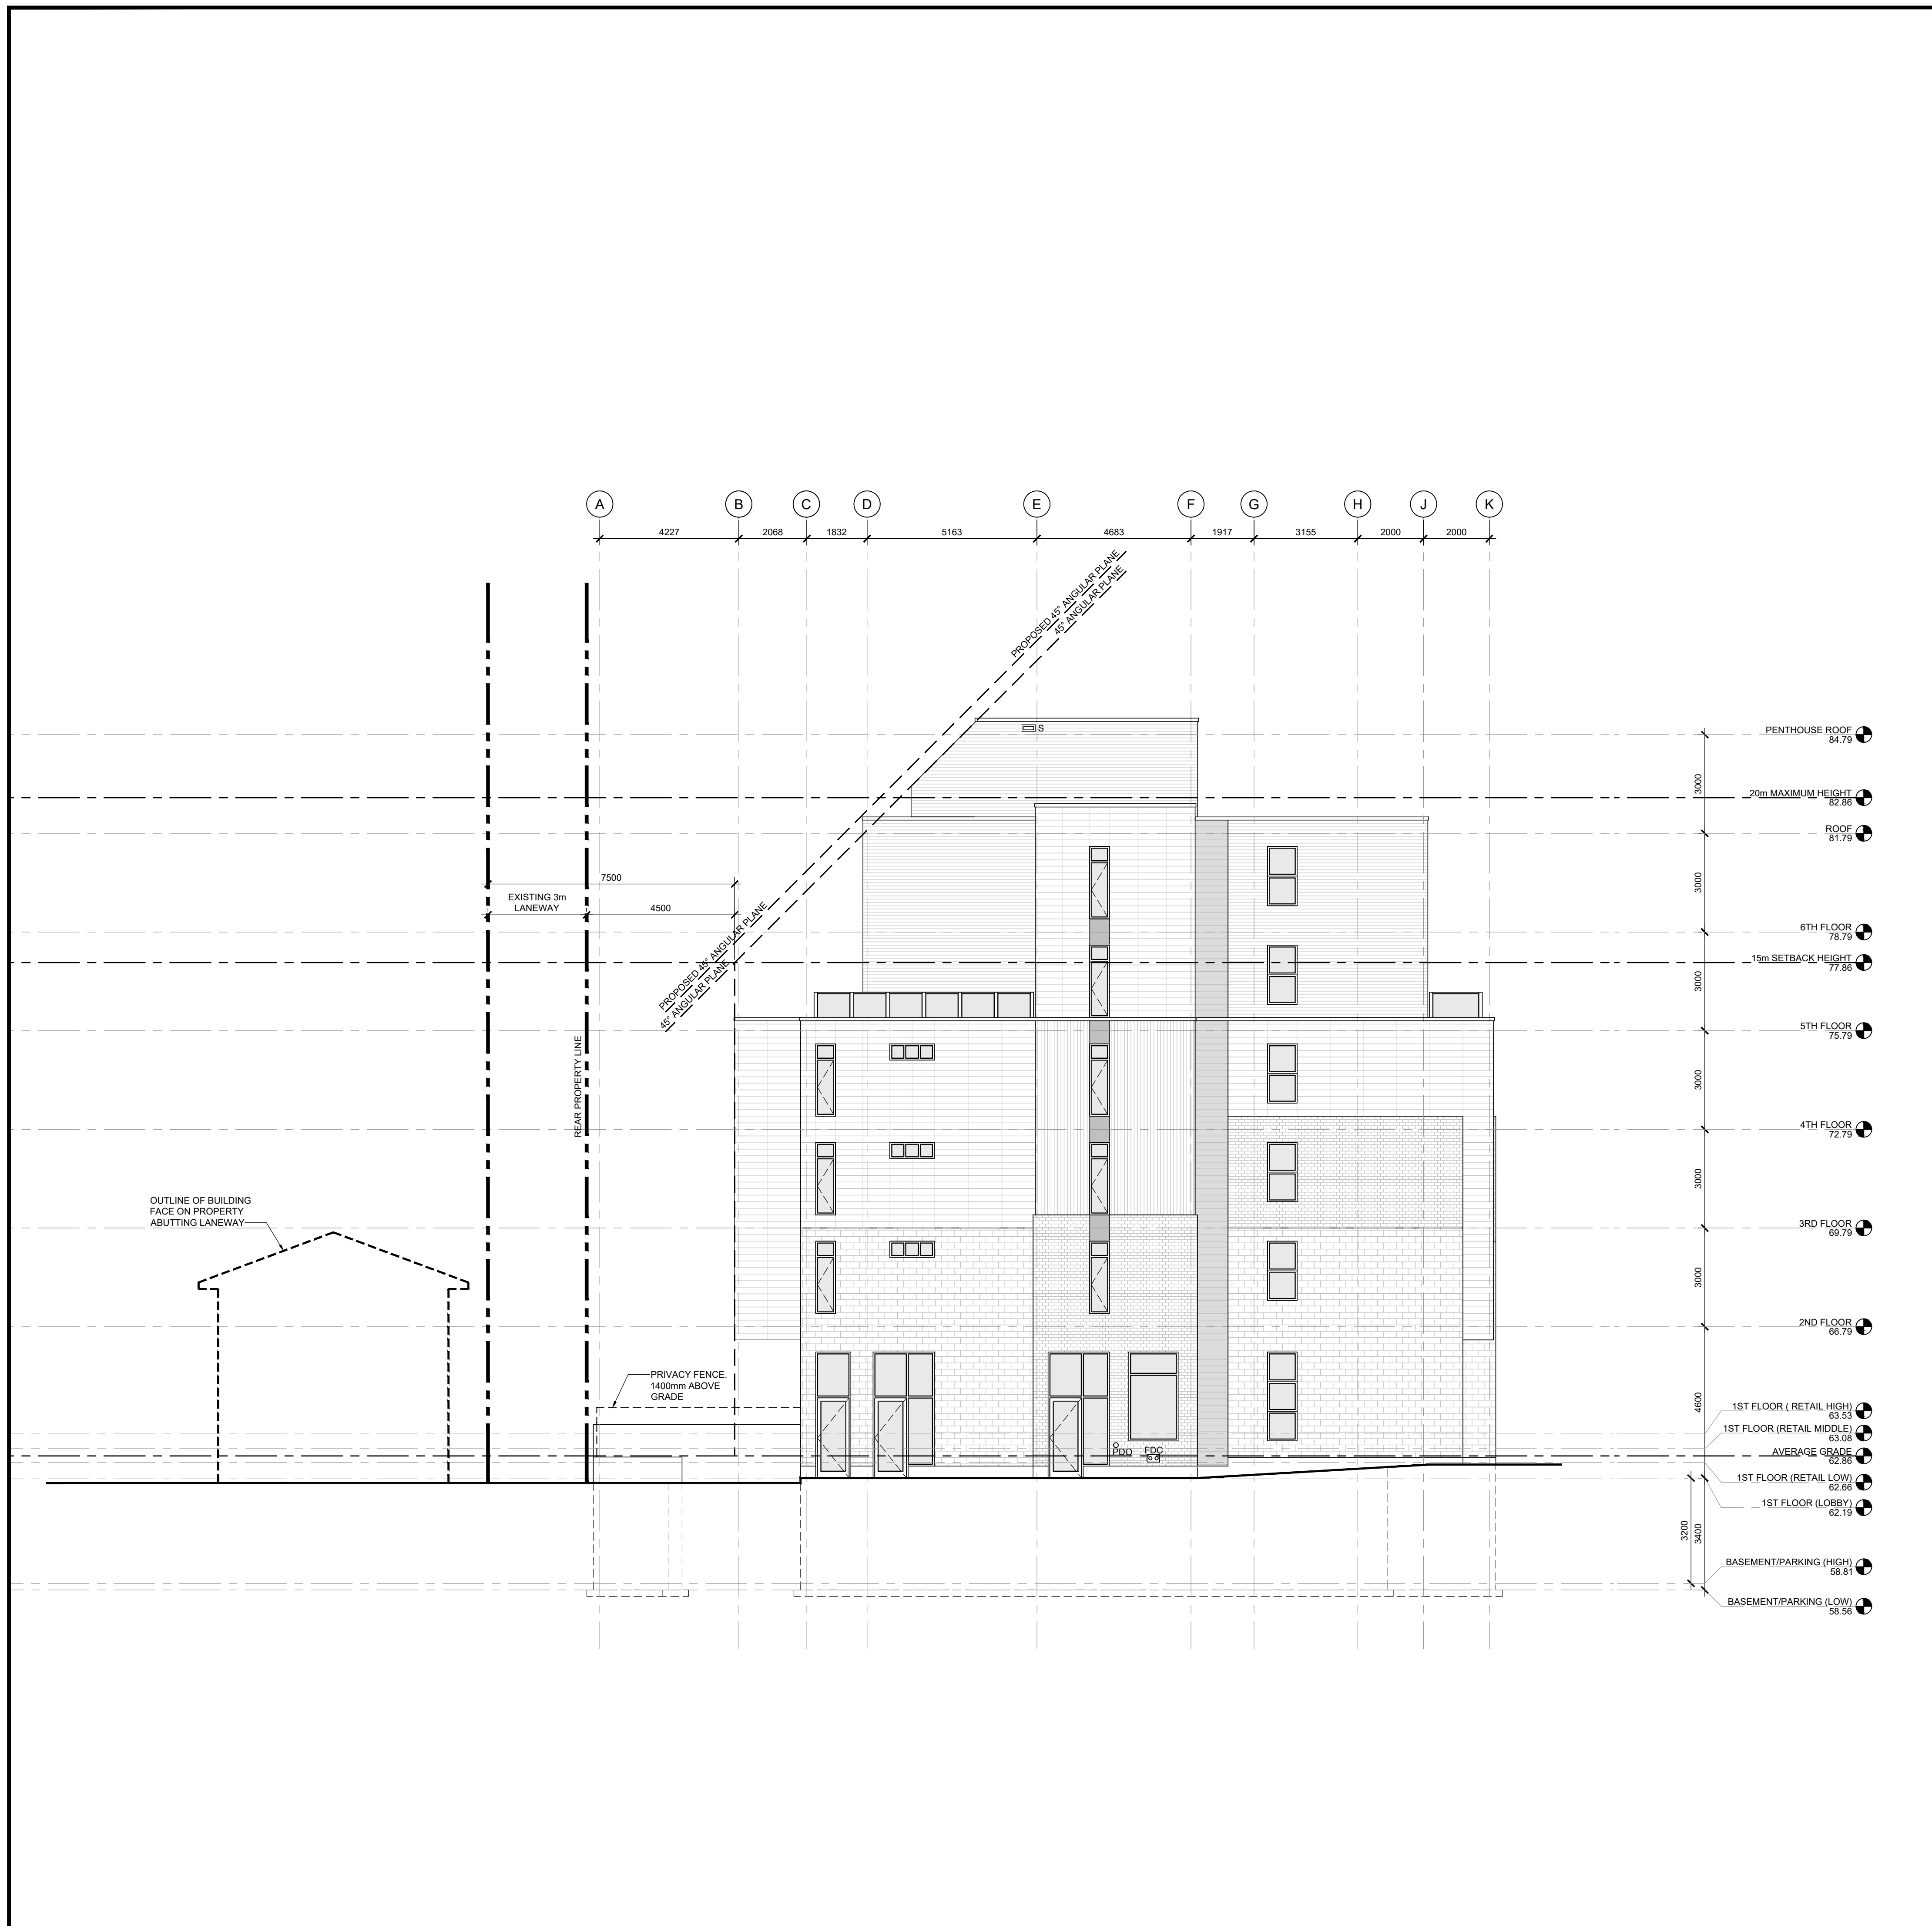 A
B
C
D
E
F
G
H
J
K
4227
2068
1832
5163
4683
1917
3155
2000
2000
PROPOSED 45° ANGULAR PLANE
45° ANGULAR PLANE
S
PENTHOUSE ROOF
84.79
3000
20m MAXIMUM HEIGHT
82.86
ROOF
81.79
7500
3000
EXISTING 3m
LANEWAY
4500
PROPOSED 45° ANGULAR PLANE
45° ANGULAR PLANE
6TH FLOOR
78.79
15m SETBACK HEIGHT
77.86
3000
5TH FLOOR
75.79
REAR PROPERTY LINE
3000
4TH FLOOR
72.79
3000
OUTLINE OF BUILDING
FACE ON PROPERTY
ABUTTING LANEWAY
3RD FLOOR
69.79
3000
2ND FLOOR
66.79
PRIVACY FENCE.
1400mm ABOVE
GRADE
4600
1ST FLOOR ( RETAIL HIGH)
63.53
1ST FLOOR (RETAIL MIDDLE)
63.08
PDO
FDC
AVERAGE GRADE
62.86
1ST FLOOR (RETAIL LOW)
62.66
1ST FLOOR (LOBBY)
62.19
3200
3400
BASEMENT/PARKING (HIGH)
58.81
BASEMENT/PARKING (LOW)
58.56